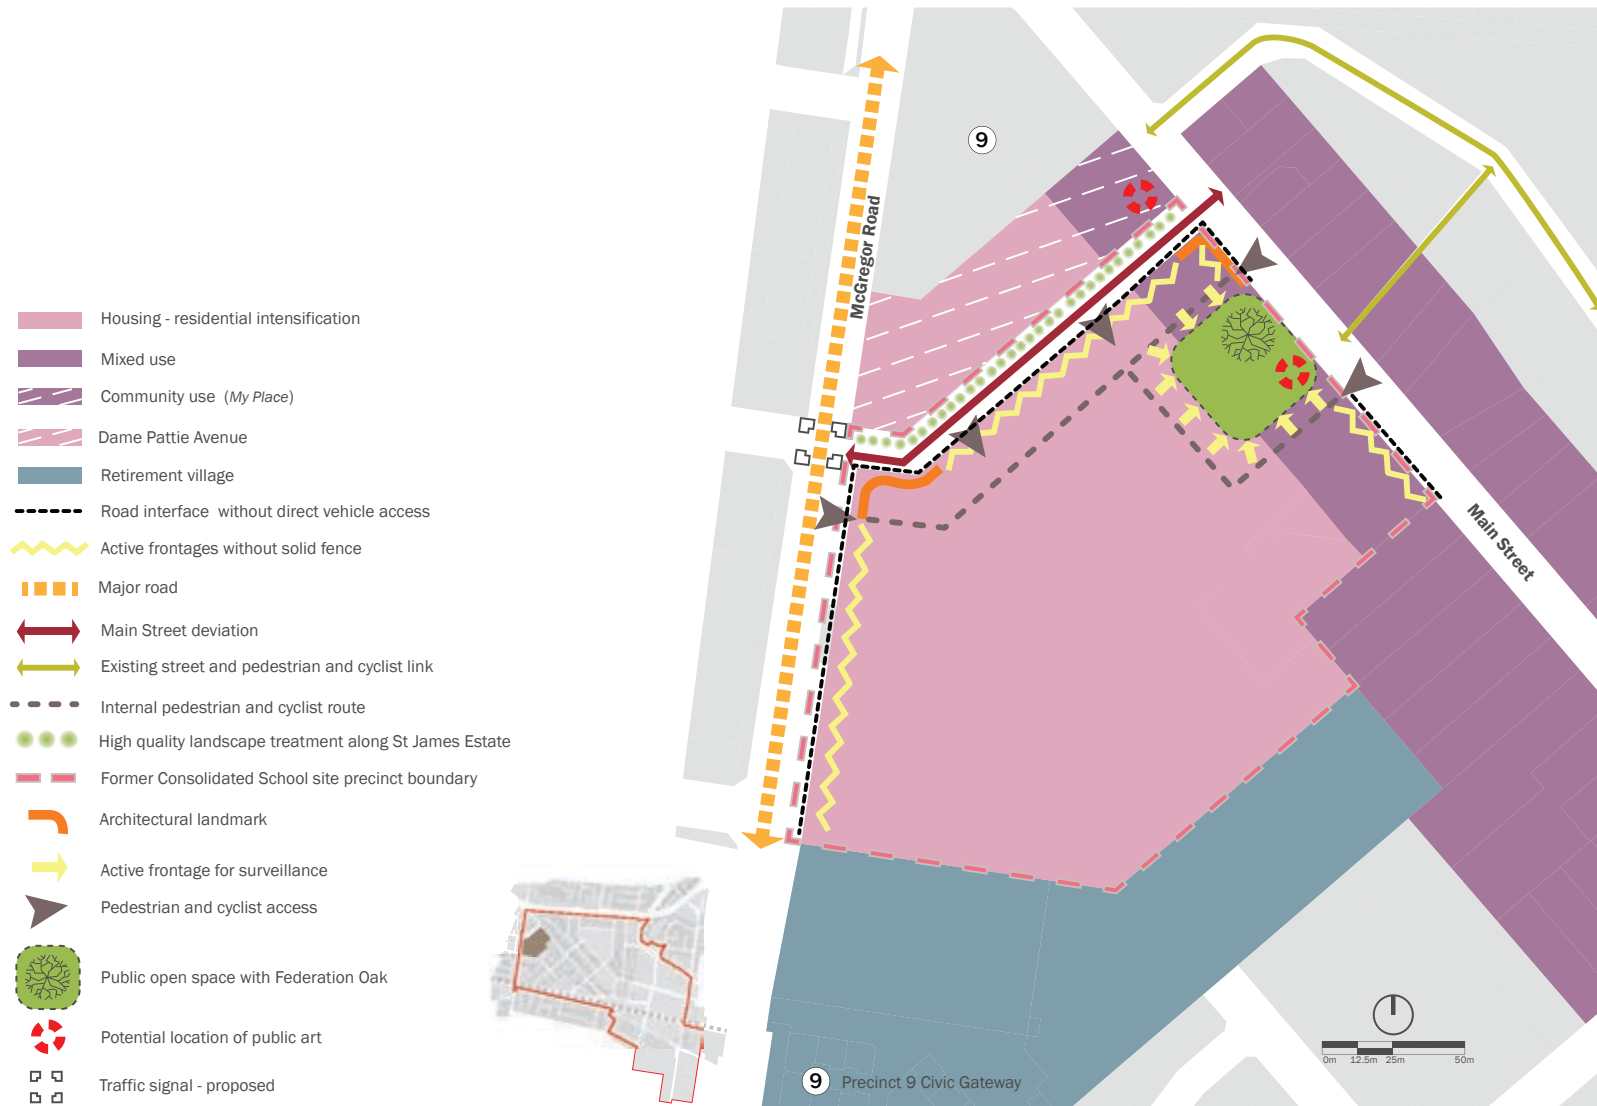 9
McGregor Road
Housing - residential intensification
Mixed use
Community use (My Place)
Dame Pattie Avenue
Retirement village
Road interface without direct vehicle access
Active frontages without solid fence
Major road
Main Street deviation
Existing street and pedestrian and cyclist link
Internal pedestrian and cyclist route
High quality landscape treatment along St James Estate
Former Consolidated School site precinct boundary
Architectural landmark
Active frontage for surveillance
Pedestrian and cyclist access
Public open space with Federation Oak
Potential location of public art
Traffic signal - proposed
Main Street
0m 12.5m 25m 50m
9 Precinct 9 Civic Gateway